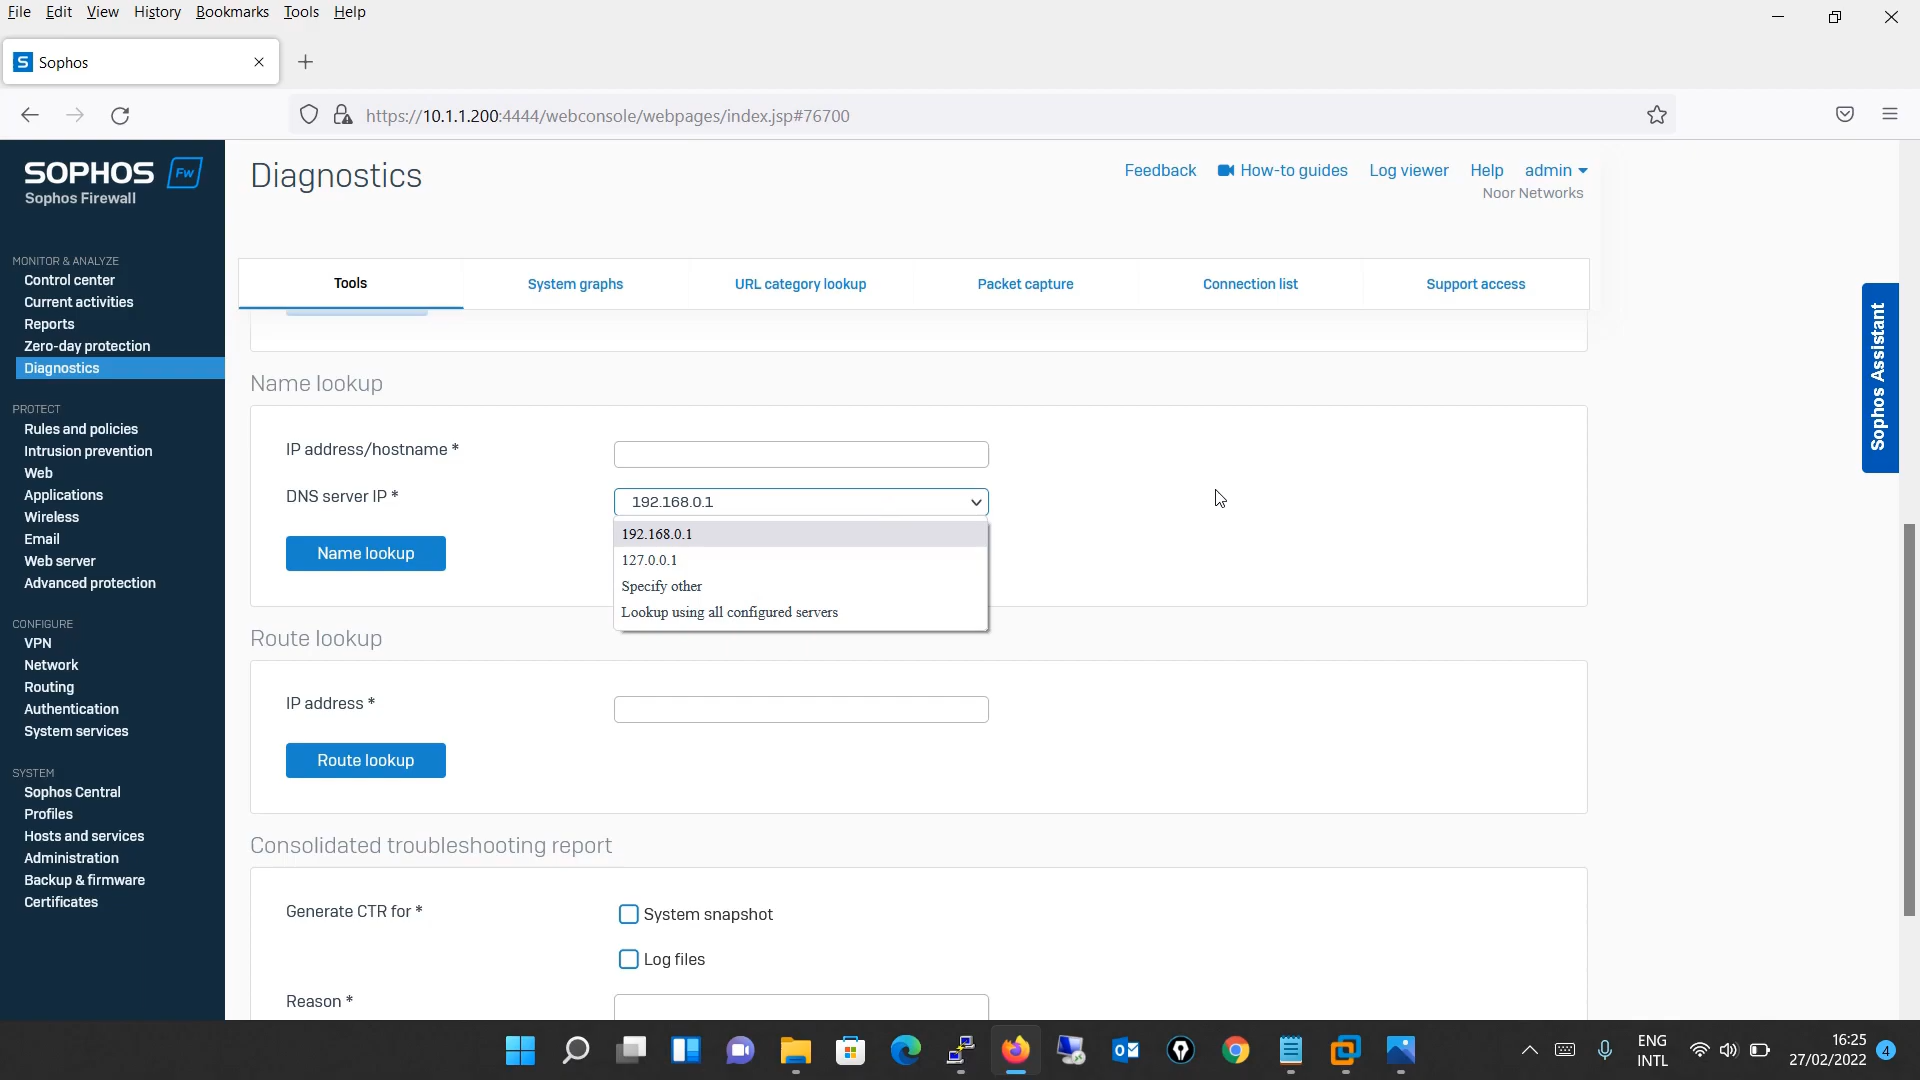 File Edit View History Bookmarks Tools Help
S Sophos
https://10.1.1.200:4444/webconsole/webpages/index.jsp#76700
SOPHOS Fw
Sophos Firewall
MONITOR & ANALYZE
Control center
Current activities
Reports
Zero-day protection
Diagnostics
PROTECT
Rules and policies
Intrusion prevention
Web
Applications
Wireless
Email
Web server
Advanced protection
CONFIGURE
VPN
Network
Routing
Authentication
System services
SYSTEM
Sophos Central
Profiles
Hosts and services
Administration
Backup & firmware
Certificates
Diagnostics
Feedback How-to guides Log viewer Help admin
Noor Networks
Tools System graphs URL category lookup Packet capture Connection list Support access
Name lookup
IP address/hostname *
DNS server IP * 192.168.0.1
192.168.0.1
127.0.0.1
Specify other
Lookup using all configured servers
Name lookup
Route lookup
IP address *
Route lookup
Consolidated troubleshooting report
Generate CTR for * System snapshot
Log files
Reason *
Sophos Assistant
ENG
INTL
16:25
27/02/2022
4